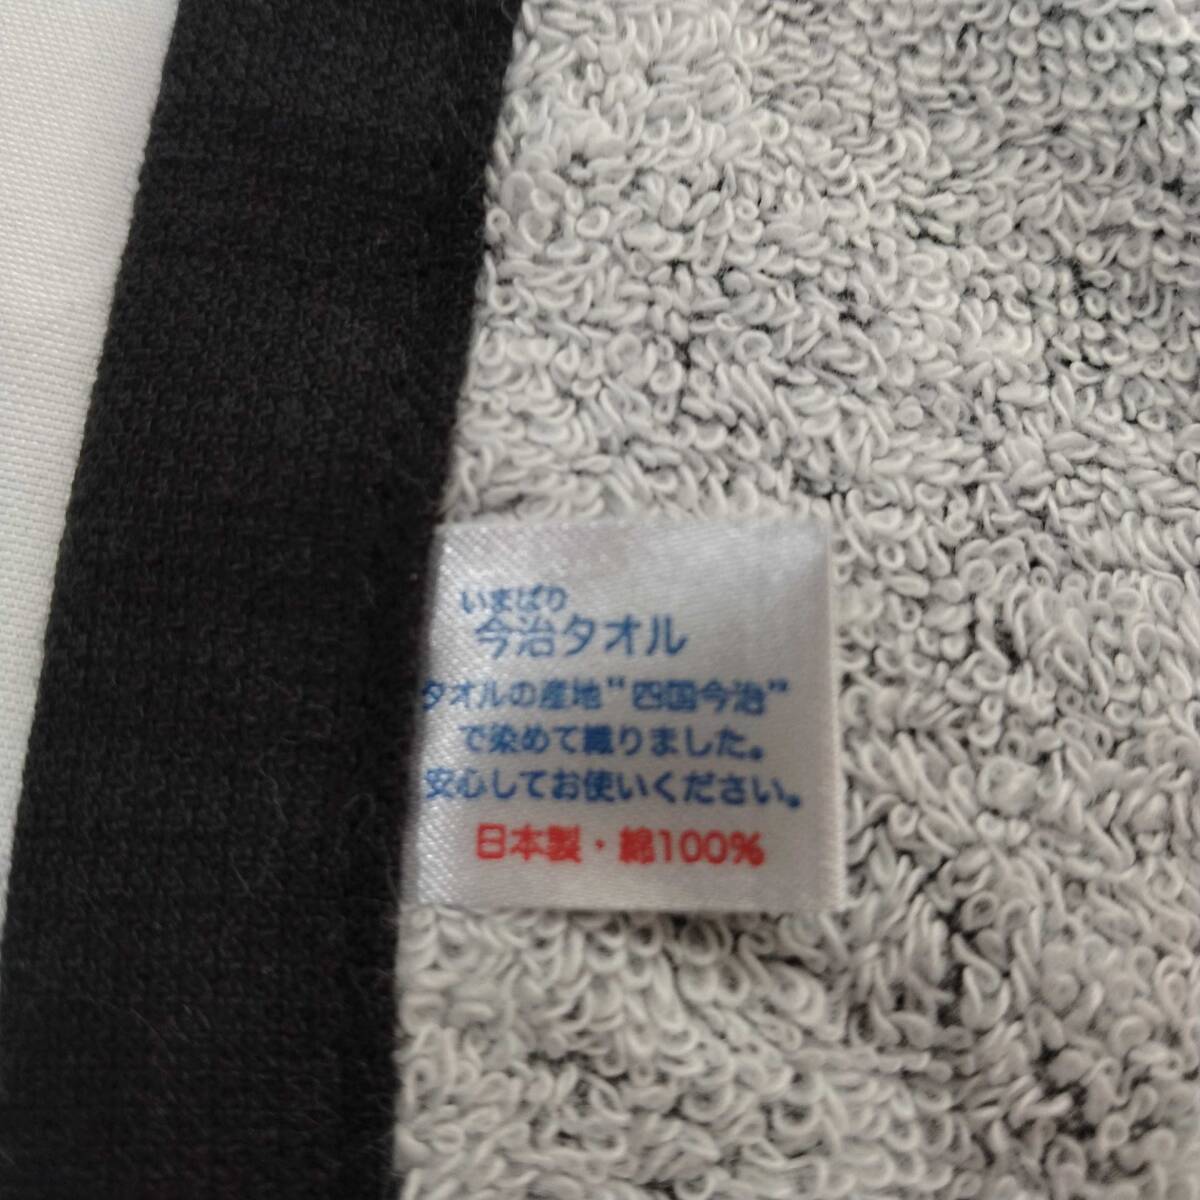 いまばり
今治タオル
タオルの産地"四国今治"
で染めて織りました。
安心してお使いください。
日本製・綿100%